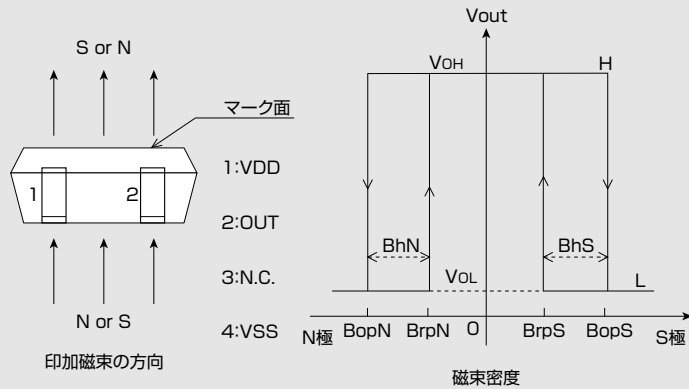 S or N
マーク面
1
2
N or S
印加磁束の方向
1:VDD
2:OUT
3:N.C.
4:VSS
Vout
VOH
H
BhN
BhS
VOL
L
N極
BopN
BrpN
0
BrpS
BopS
S極
磁束密度